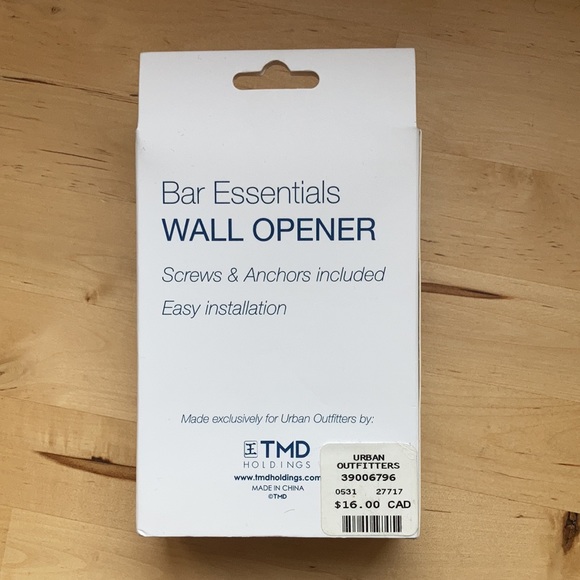 Bar Essentials
WALL OPENER
Screws & Anchors included
Easy installation
Made exclusively for Urban Outfitters by:
王 TMD
HOLDINGS
www.tmdholdings.com
MADE IN CHINA
©TMD
URBAN
OUTFITTERS
39006796
0531 27717
$16.00 CAD